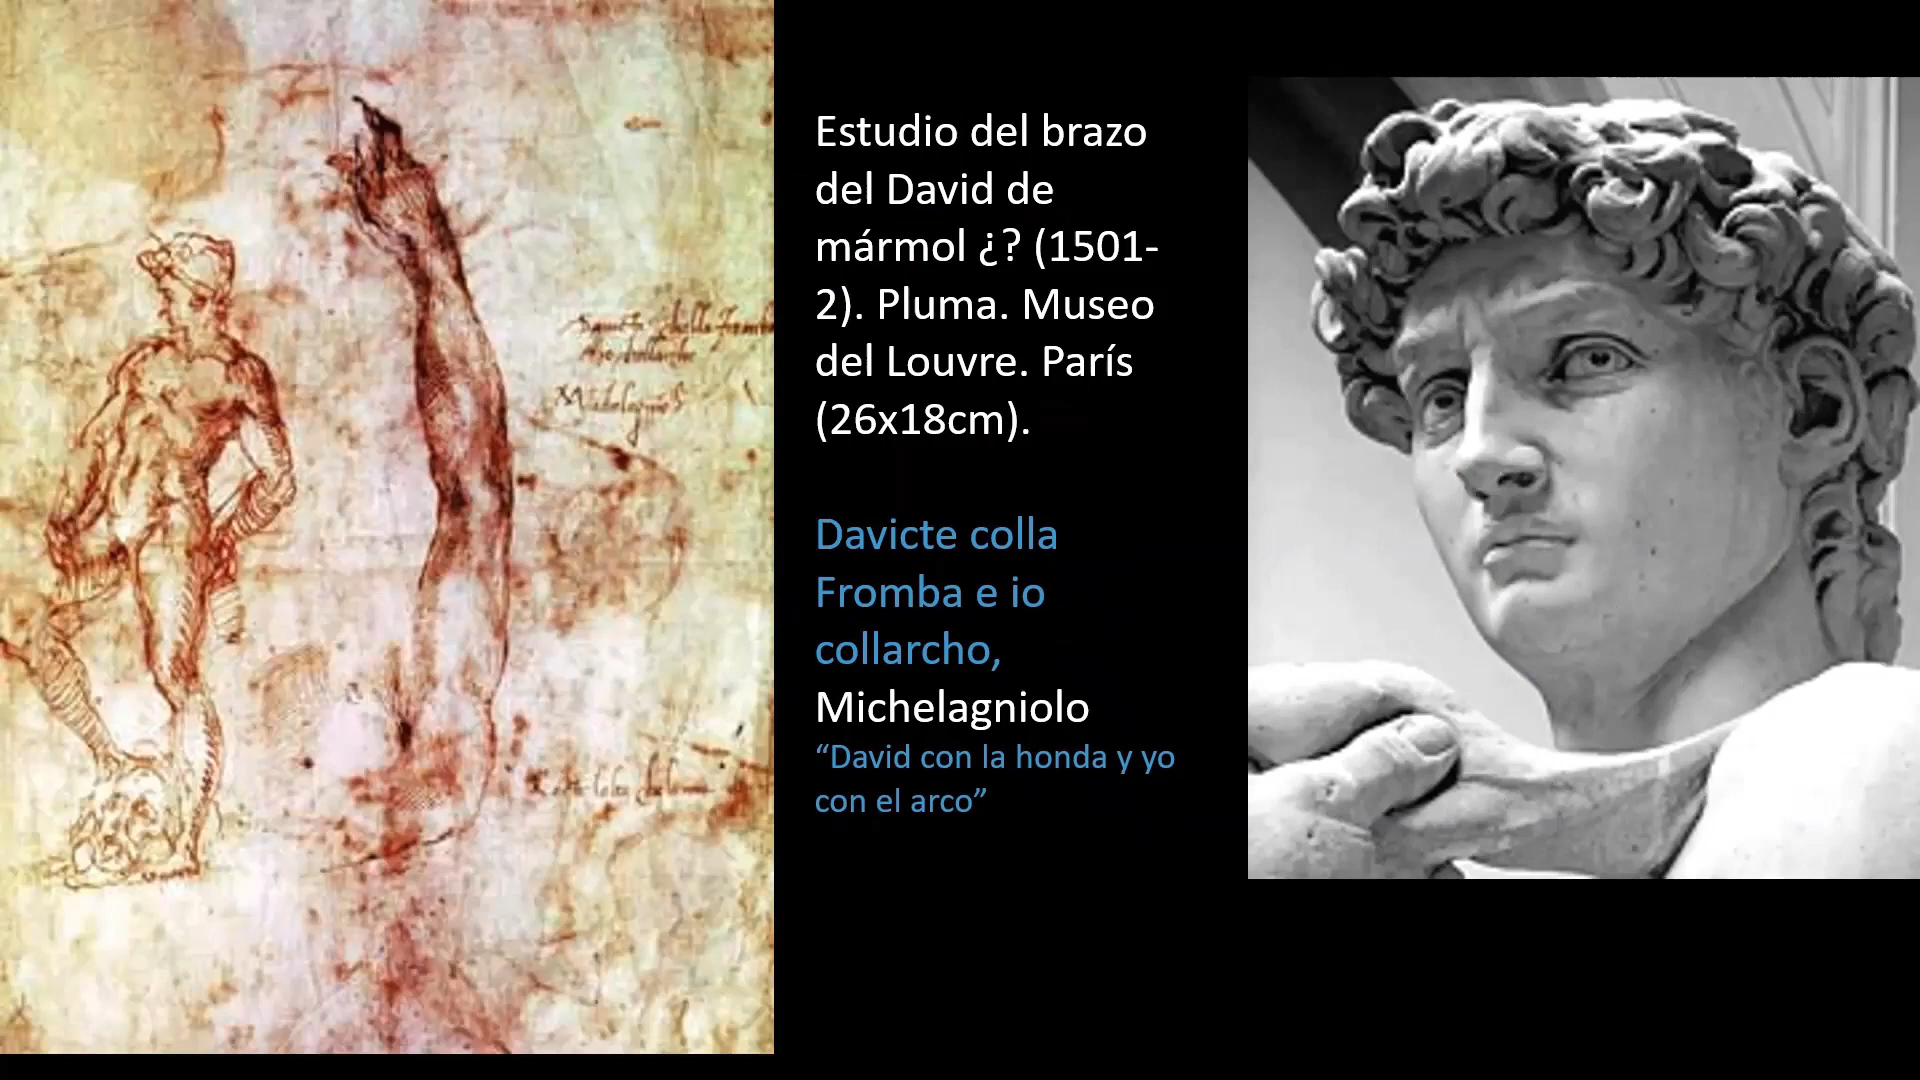 Estudio del brazo
del David de
mármol ¿? (1501-
2). Pluma. Museo
del Louvre. París
(26x18cm).
Davicte colla
Fromba e io
collarcho,
Michelagniolo
“David con la honda y yo
con el arco”